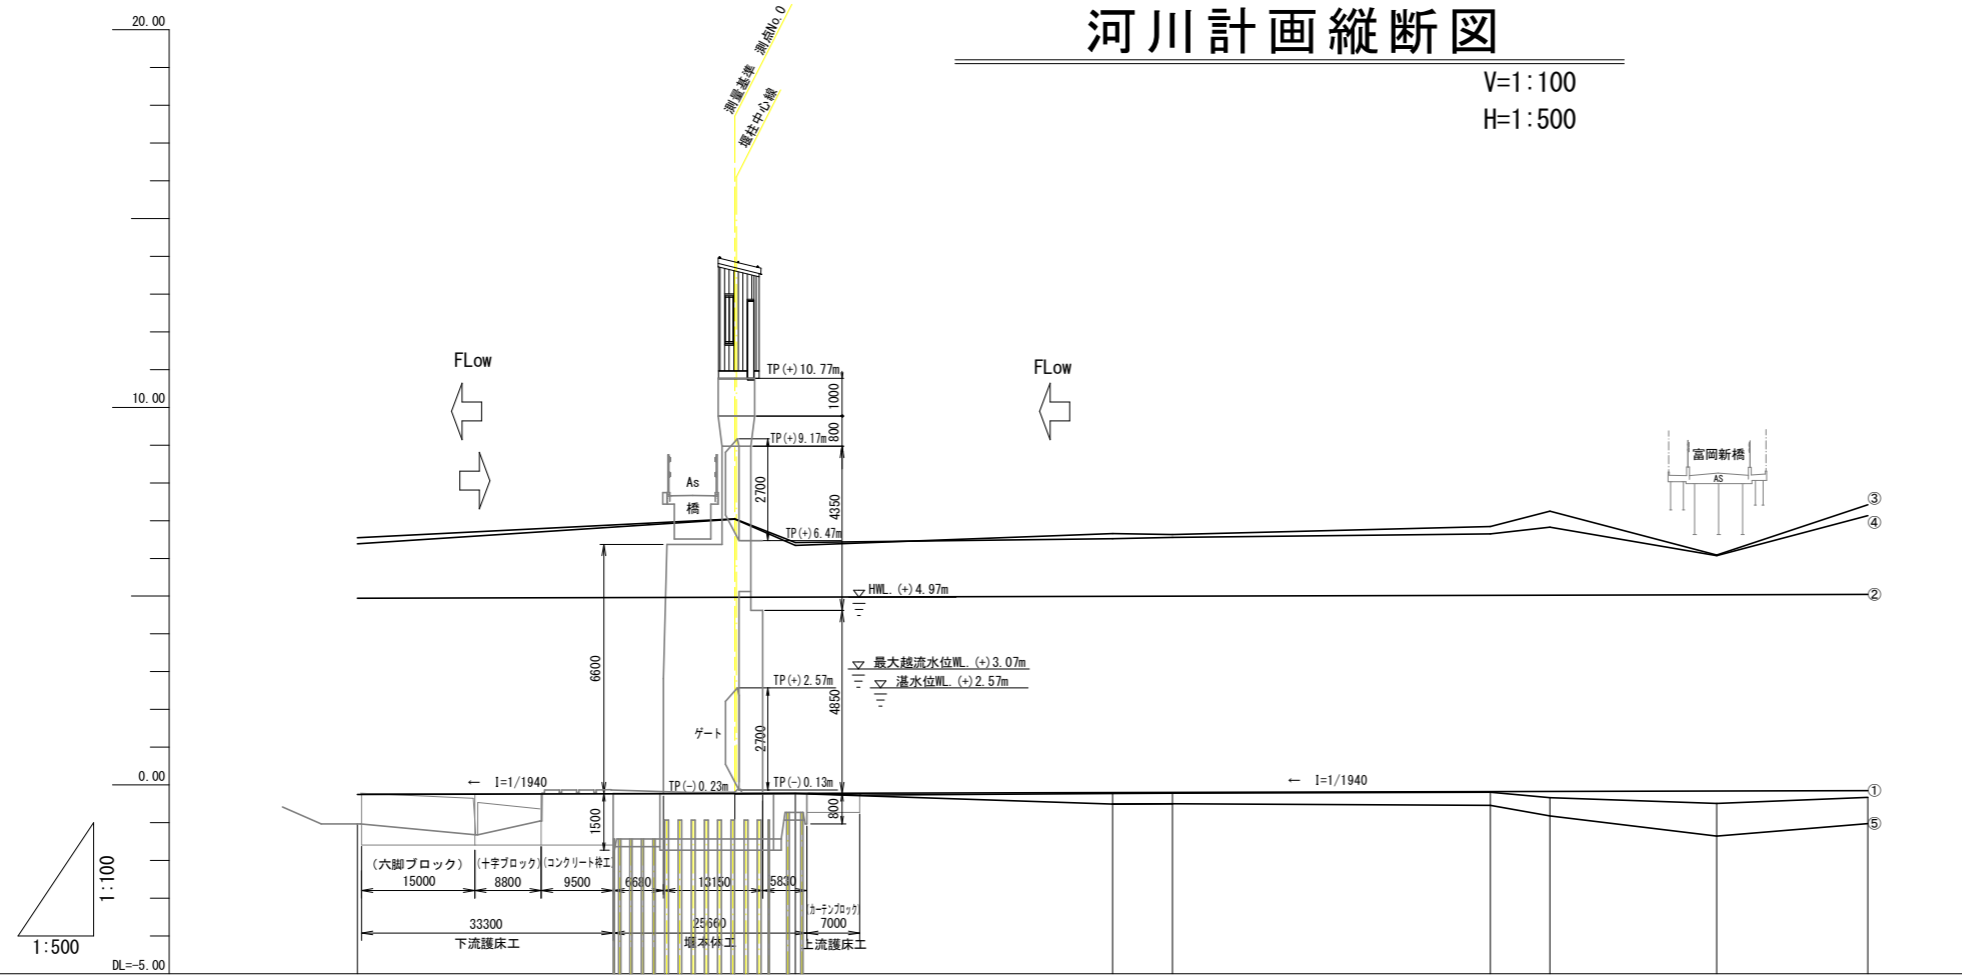 河川計画縦断図
V=1:100
H=1:500
20.00
10.00
0.00
DL=-5.00
測量基準 測点No.0
堰柱中心線
FLow
FLow
TP(+)10.77m
1000
800
TP(+)9.17m
2700
4350
TP(+)6.47m
As
橋
富岡新橋
AS
③
④
②
HWL.(+)4.97m
最大越流水位WL.(+)3.07m
湛水位WL.(+)2.57m
TP(+)2.57m
6600
4850
2700
ゲート
TP(-)0.23m
TP(-)0.13m
← I=1/1940
← I=1/1940
①
⑤
1500
800
(六脚ブロック)
(十字ブロック)
(コンクリート枠工)
15000
8800
9500
6680
13150
5830
(カーテンブロック)
33300
25660
7000
下流護床工
堰本体工
上流護床工
1:100
1:500